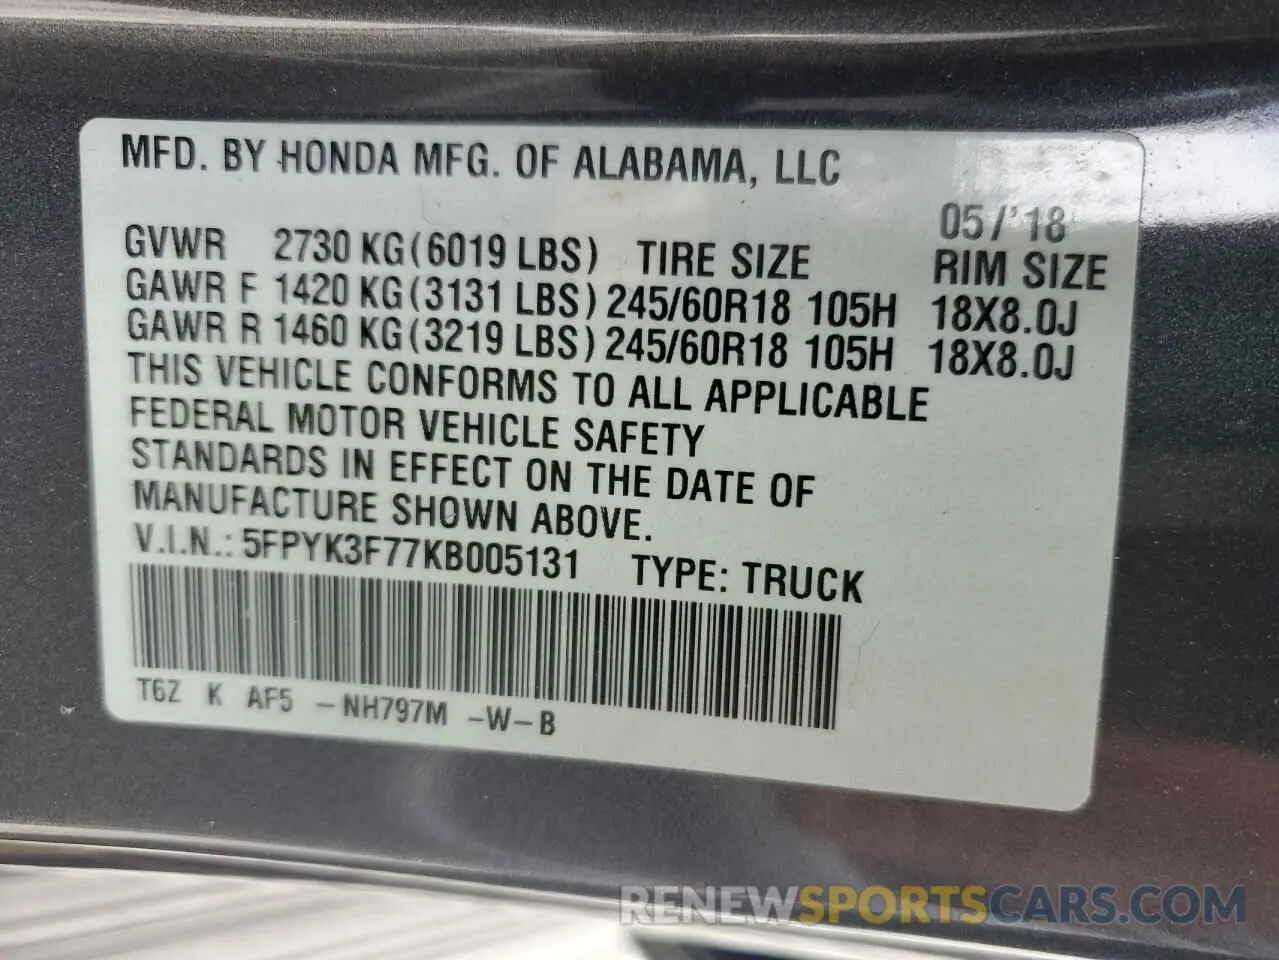 MFD. BY HONDA MFG. OF ALABAMA, LLC
05/'18
GVWR 2730 KG(6019 LBS) TIRE SIZE RIM SIZE
GAWR F 1420 KG(3131 LBS) 245/60R18 105H 18X8.0J
GAWR R 1460 KG(3219 LBS) 245/60R18 105H 18X8.0J
THIS VEHICLE CONFORMS TO ALL APPLICABLE
FEDERAL MOTOR VEHICLE SAFETY
STANDARDS IN EFFECT ON THE DATE OF
MANUFACTURE SHOWN ABOVE.
V.I.N.: 5FPYK3F77KB005131 TYPE: TRUCK
T6Z K AF5 -NH797M -W-B
RENEWSPORTSCARS.COM